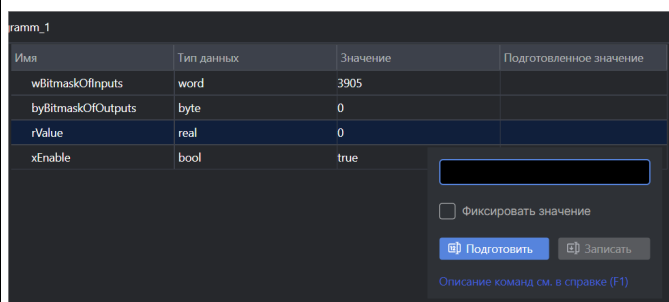 ramm_1
Имя Тип данных Значение Подготовленное значение
wBitmaskOfInputs word 3905
byBitmaskOfOutputs byte 0
rValue real 0
xEnable bool true
Фиксировать значение
Подготовить Записать
Описание команд см. в справке (F1)